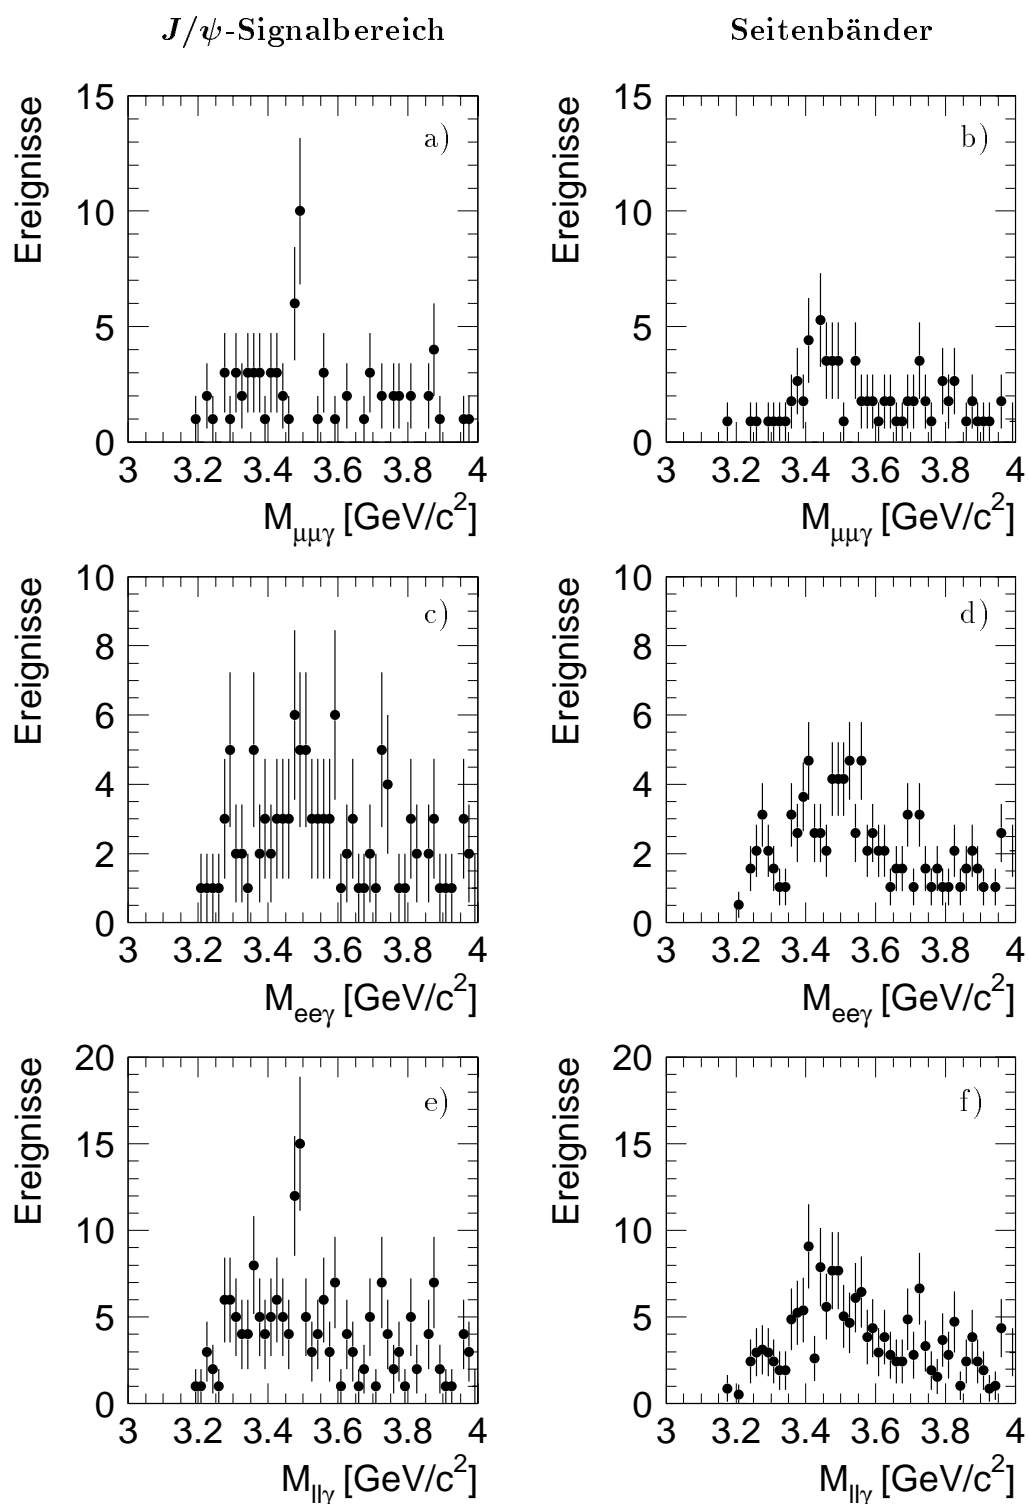 J/ψ-Signalbereich
Seitenbänder
Ereignisse
15
10
5
0
a)
3 3.2 3.4 3.6 3.8 4
M_μμγ [GeV/c²]
Ereignisse
15
10
5
0
b)
3 3.2 3.4 3.6 3.8 4
M_μμγ [GeV/c²]
Ereignisse
10
8
6
4
2
0
c)
3 3.2 3.4 3.6 3.8 4
M_eeγ [GeV/c²]
Ereignisse
10
8
6
4
2
0
d)
3 3.2 3.4 3.6 3.8 4
M_eeγ [GeV/c²]
Ereignisse
20
15
10
5
0
e)
3 3.2 3.4 3.6 3.8 4
M_llγ [GeV/c²]
Ereignisse
20
15
10
5
0
f)
3 3.2 3.4 3.6 3.8 4
M_llγ [GeV/c²]